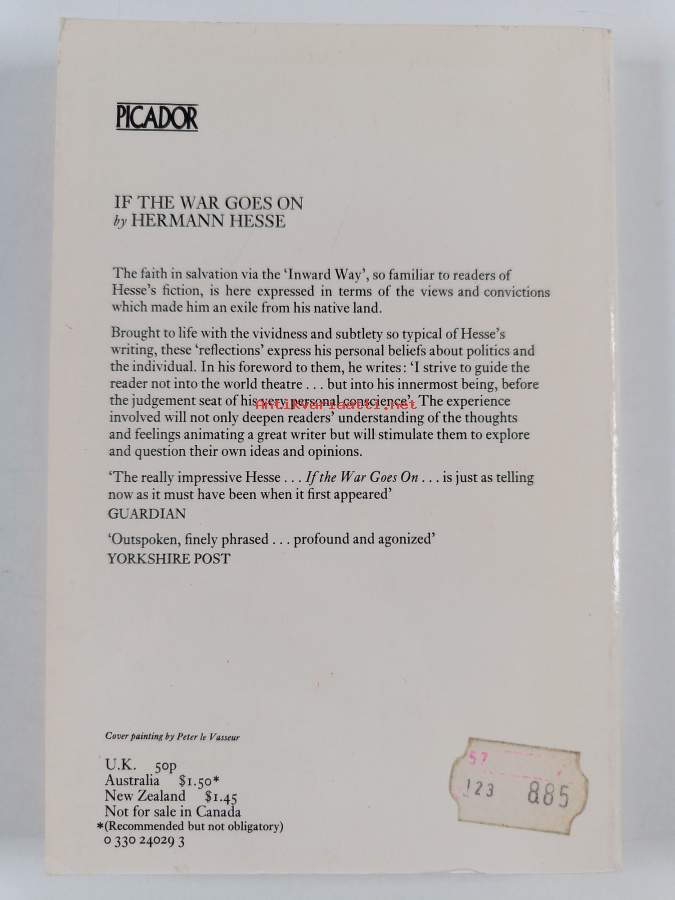 PICADOR
IF THE WAR GOES ON
by HERMANN HESSE
The faith in salvation via the ‘Inward Way’, so familiar to readers of
Hesse’s fiction, is here expressed in terms of the views and convictions
which made him an exile from his native land.
Brought to life with the vividness and subtlety so typical of Hesse’s
writing, these ‘reflections’ express his personal beliefs about politics and
the individual. In his foreword to them, he writes: ‘I strive to guide the
reader not into the world theatre . . . but into his innermost being, before
the judgement seat of his very personal conscience’. The experience
Antikvariaatti.net
involved will not only deepen readers’ understanding of the thoughts
and feelings animating a great writer but will stimulate them to explore
and question their own ideas and opinions.
‘The really impressive Hesse . . . If the War Goes On . . . is just as telling
now as it must have been when it first appeared’
GUARDIAN
‘Outspoken, finely phrased . . . profound and agonized’
YORKSHIRE POST
Cover painting by Peter le Vasseur
U.K. 50p
Australia $1.50*
New Zealand $1.45
Not for sale in Canada
*(Recommended but not obligatory)
0 330 24029 3
57
123 885